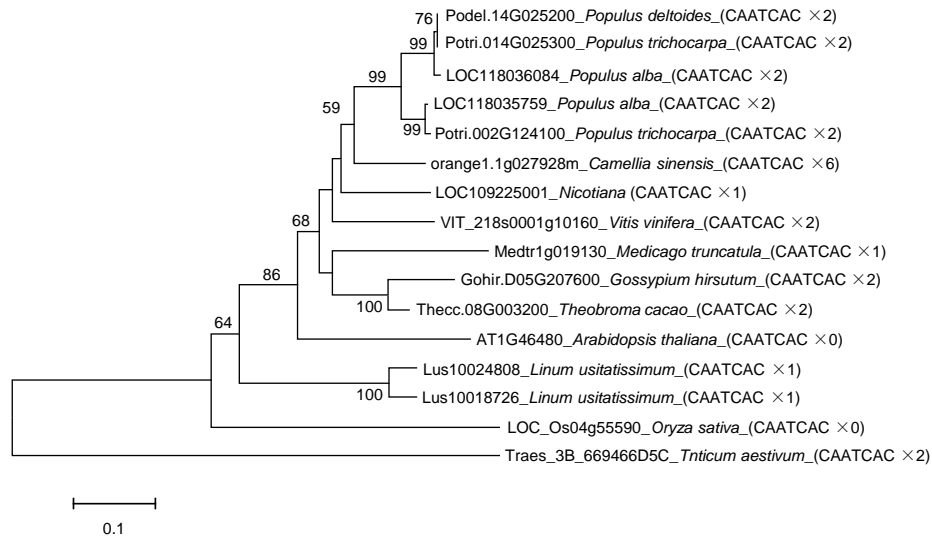 76
Podel.14G025200_Populus deltoides_(CAATCAC ×2)
99
Potri.014G025300_Populus trichocarpa_(CAATCAC ×2)
99
LOC118036084_Populus alba_(CAATCAC ×2)
59
LOC118035759_Populus alba_(CAATCAC ×2)
99
Potri.002G124100_Populus trichocarpa_(CAATCAC ×2)
orange1.1g027928m_Camellia sinensis_(CAATCAC ×6)
LOC109225001_Nicotiana (CAATCAC ×1)
68
VIT_218s0001g10160_Vitis vinifera_(CAATCAC ×2)
Medtr1g019130_Medicago truncatula_(CAATCAC ×1)
86
Gohir.D05G207600_Gossypium hirsutum_(CAATCAC ×2)
100
Thecc.08G003200_Theobroma cacao_(CAATCAC ×2)
64
AT1G46480_Arabidopsis thaliana_(CAATCAC ×0)
Lus10024808_Linum usitatissimum_(CAATCAC ×1)
100
Lus10018726_Linum usitatissimum_(CAATCAC ×1)
LOC_Os04g55590_Oryza sativa_(CAATCAC ×0)
Traes_3B_669466D5C_Tnticum aestivum_(CAATCAC ×2)
0.1